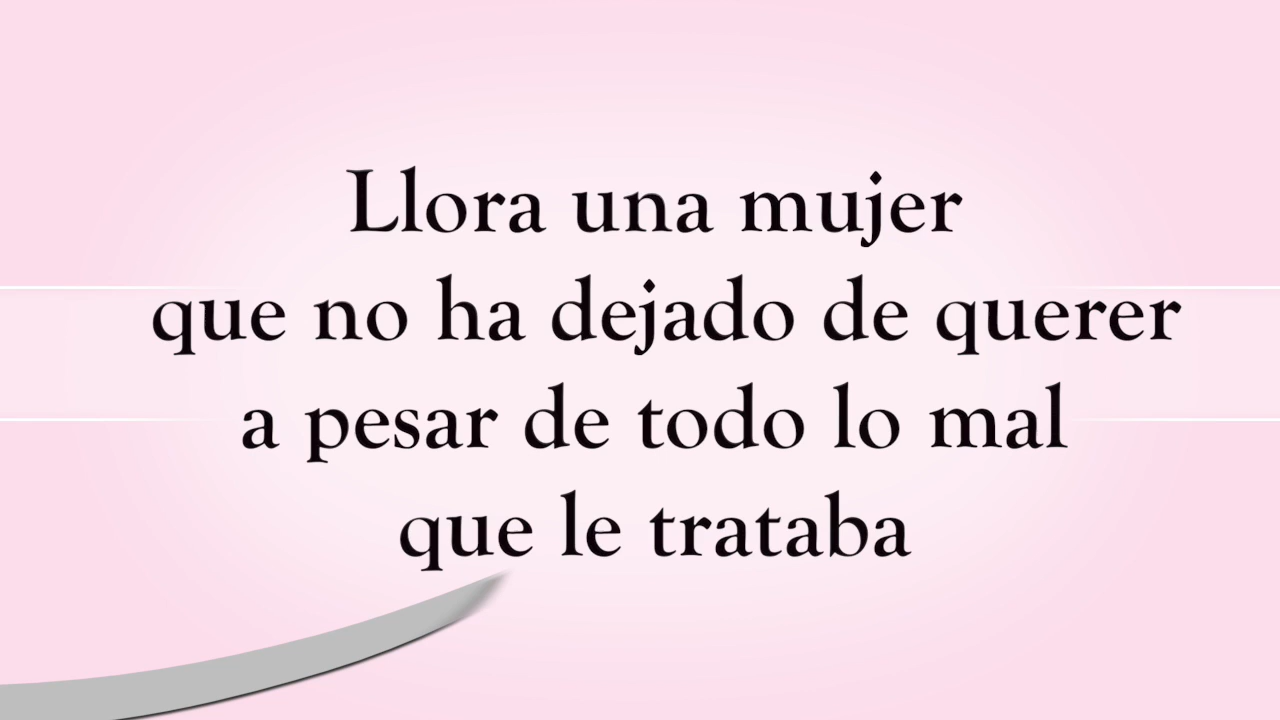 Llora una mujer
que no ha dejado de querer
a pesar de todo lo mal
que le trataba